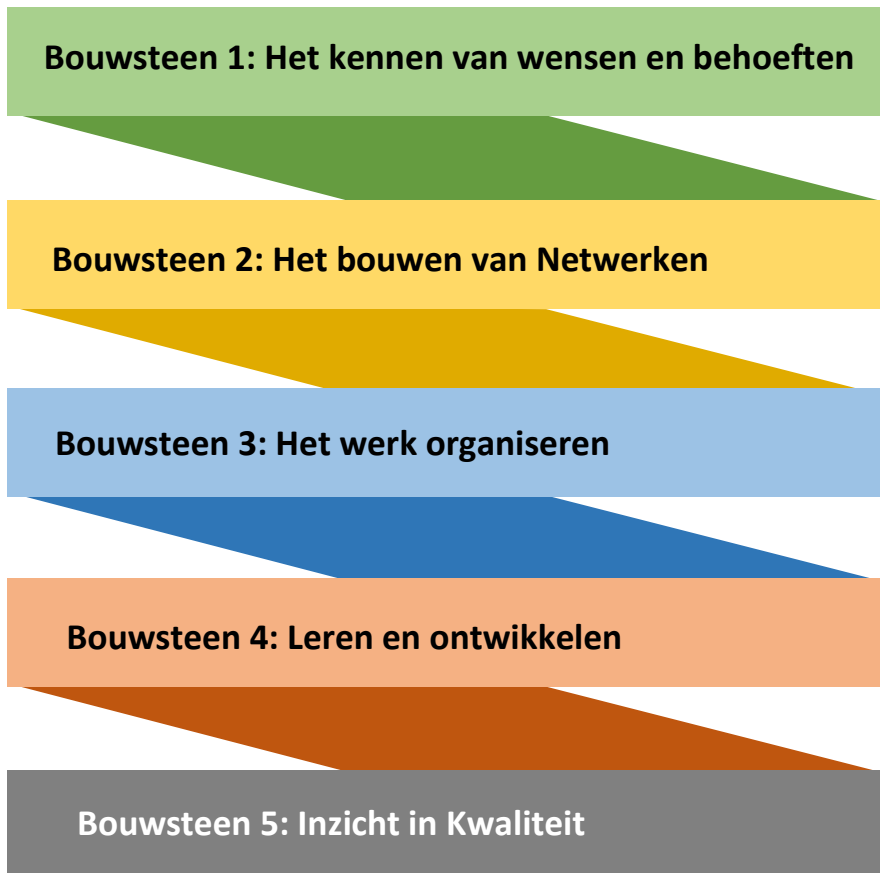 Bouwsteen 1: Het kennen van wensen en behoeften
Bouwsteen 2: Het bouwen van Netwerken
Bouwsteen 3: Het werk organiseren
Bouwsteen 4: Leren en ontwikkelen
Bouwsteen 5: Inzicht in Kwaliteit